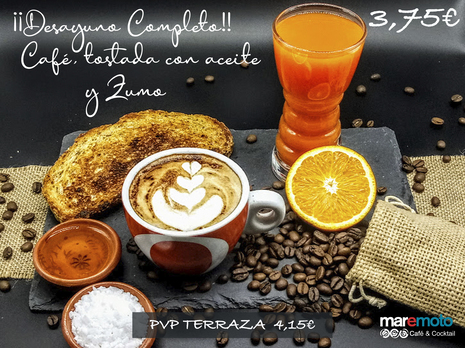 ¡¡Desayuno Completo!!
3,75€
Café, tostada con aceite
y Zumo
PVP TERRAZA 4,15€
maremoto
Café & Cocktail